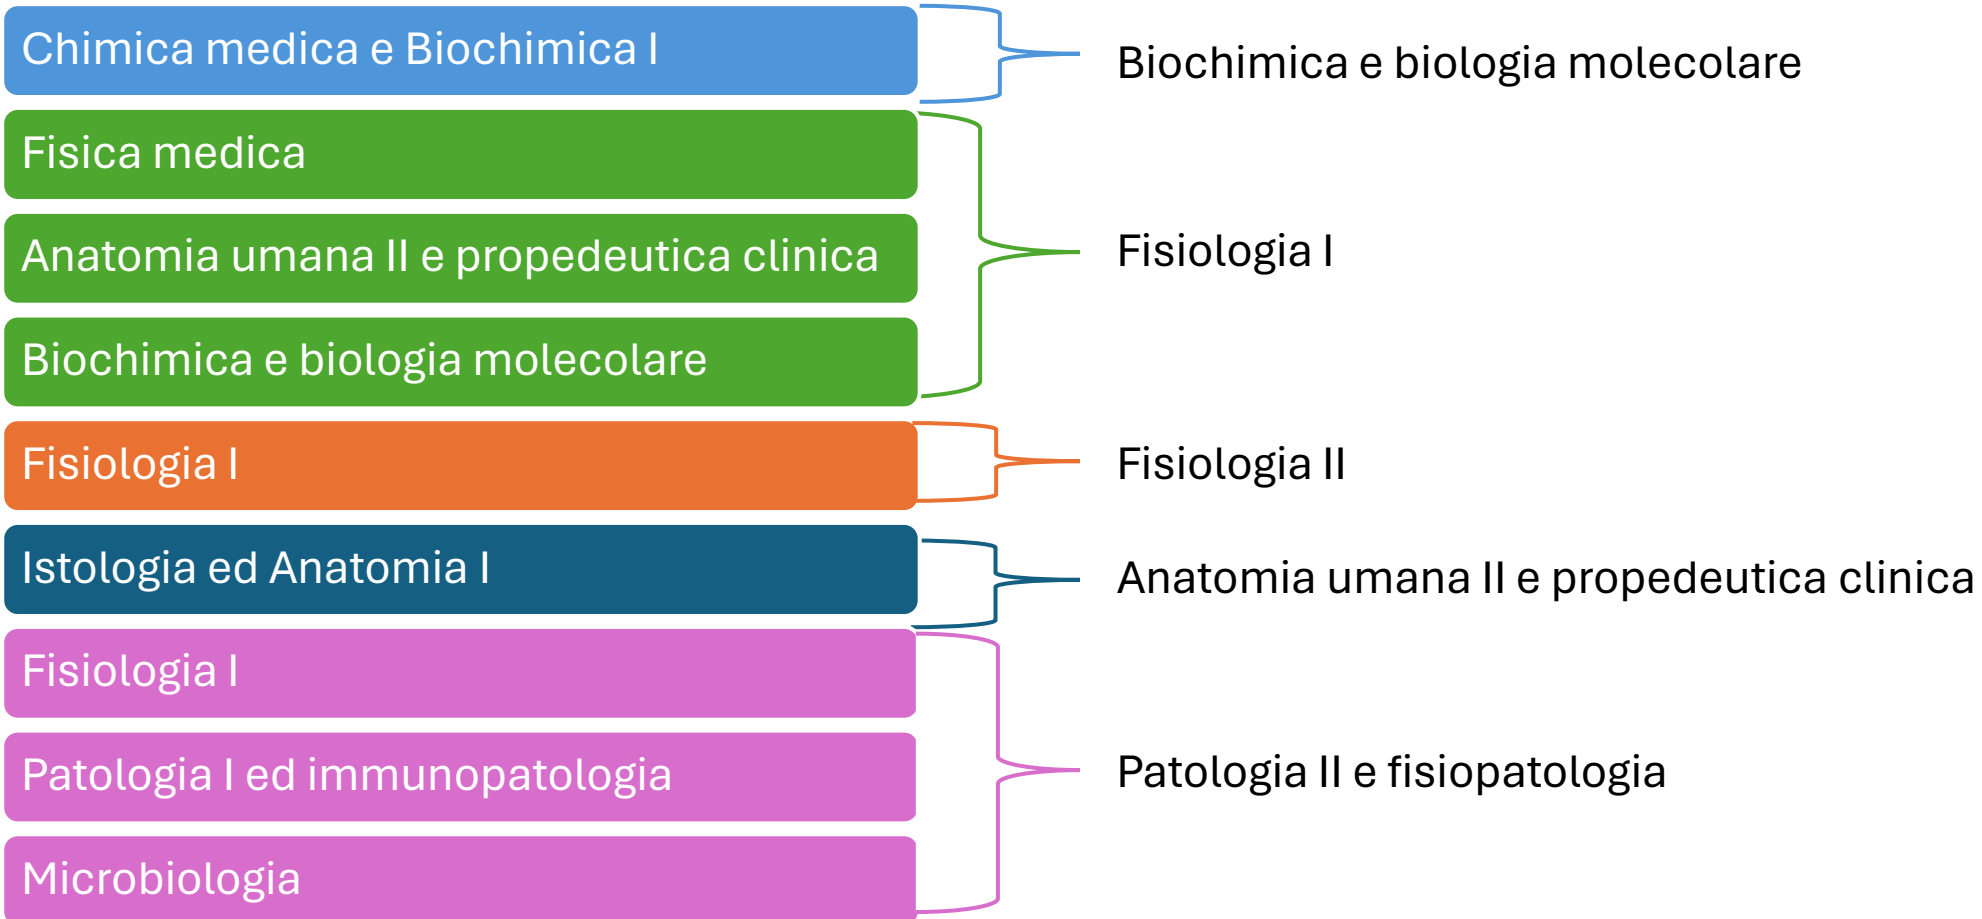 Chimica medica e Biochimica I
Biochimica e biologia molecolare
Fisica medica
Anatomia umana II e propedeutica clinica
Biochimica e biologia molecolare
Fisiologia I
Fisiologia I
Fisiologia II
Istologia ed Anatomia I
Anatomia umana II e propedeutica clinica
Fisiologia I
Patologia I ed immunopatologia
Microbiologia
Patologia II e fisiopatologia